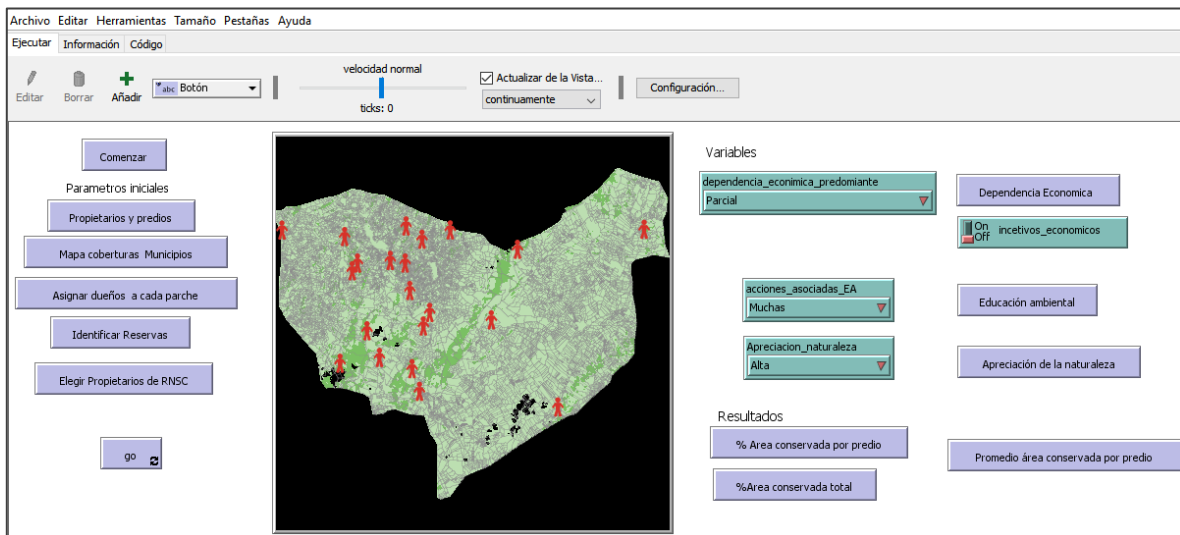 Archivo Editar Herramientas Tamaño Pestañas Ayuda
Ejecutar Información Código
Editar
Borrar
Añadir
abc Botón
velocidad normal
ticks: 0
Actualizar de la Vista...
continuamente
Configuración...
Comenzar
Parametros iniciales
Propietarios y predios
Mapa coberturas Municipios
Asignar dueños a cada parche
Identificar Reservas
Elegir Propietarios de RNSC
go
Variables
dependencia_econimica_predomiante
Parcial
Dependencia Economica
On
Off
incetivos_economicos
acciones_asociadas_EA
Muchas
Educación ambiental
Apreciacion_naturaleza
Alta
Apreciación de la naturaleza
Resultados
% Area conservada por predio
Promedio área conservada por predio
%Area conservada total